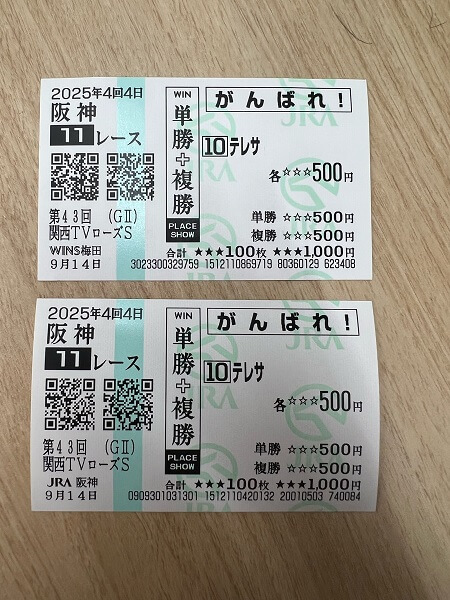 2025年4回4日
阪神
11レース
第43回 (GⅡ)
関西TVローズS
WINS梅田
9月14日
WIN
単勝+複勝
PLACE
SHOW
がんばれ!
JRA
10テレサ
各☆☆☆500円
単勝 ☆☆☆500円
複勝 ☆☆☆500円
合計 ★★★100枚 ★★★1,000円
3023300329759 1512110869719 80360129 623408
2025年4回4日
阪神
11レース
第43回 (GⅡ)
関西TVローズS
JRA 阪神
9月14日
WIN
単勝+複勝
PLACE
SHOW
がんばれ!
JRA
10テレサ
各☆☆☆500円
単勝 ☆☆☆500円
複勝 ☆☆☆500円
合計 ★★★100枚 ★★★1,000円
0909301031301 1512110420132 20010503 740084